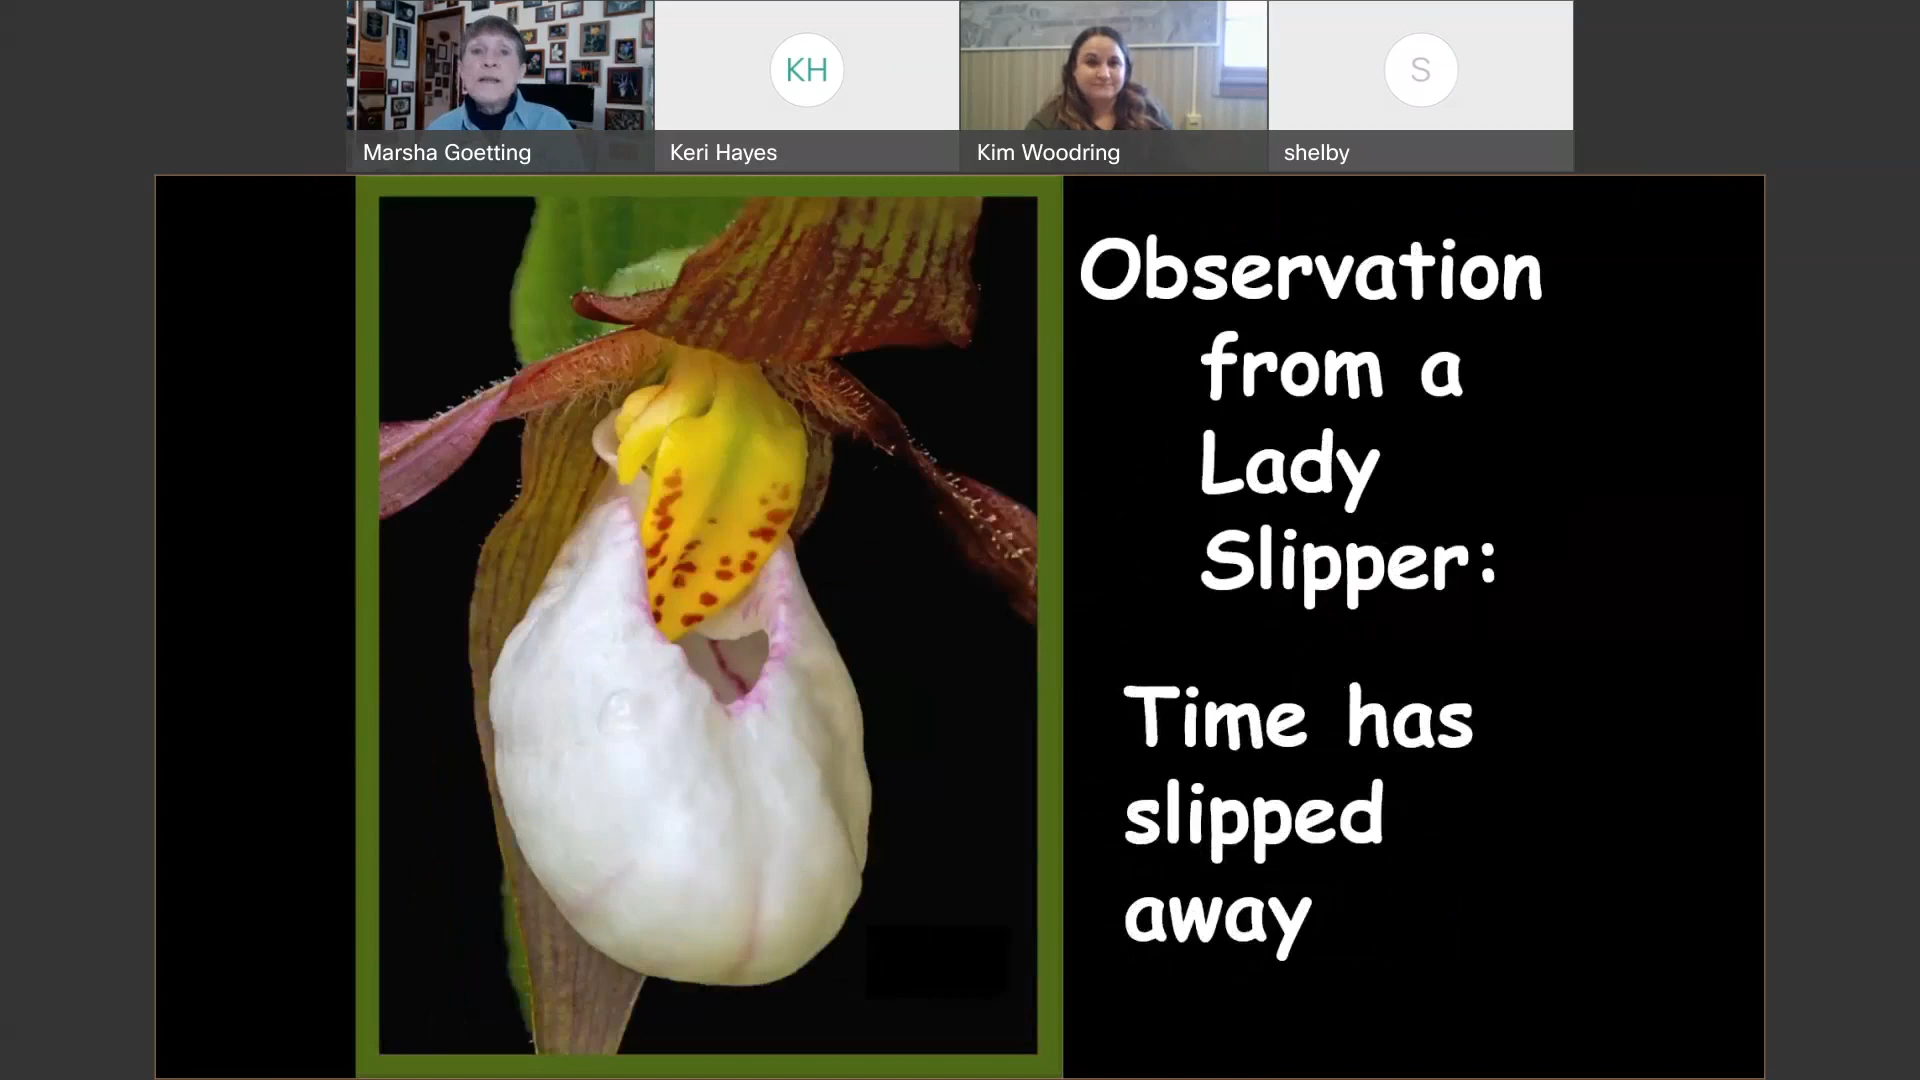 KH
S
Marsha Goetting
Keri Hayes
Kim Woodring
shelby
Observation
from a
Lady
Slipper:
Time has
slipped
away